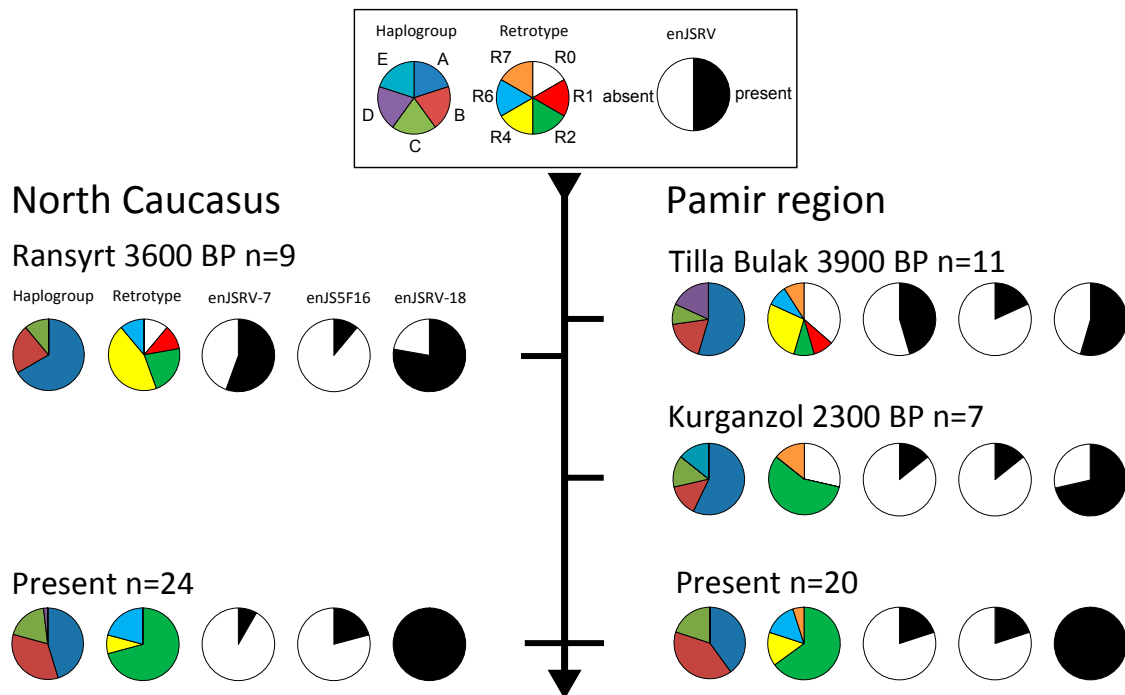 Haplogroup Retrotype enJSRV
E A R7 R0
D B R6 R1 absent present
C R4 R2
North Caucasus
Ransyrt 3600 BP n=9
Haplogroup Retrotype enJSRV-7 enJS5F16 enJSRV-18
Present n=24
Pamir region
Tilla Bulak 3900 BP n=11
Kurganzol 2300 BP n=7
Present n=20